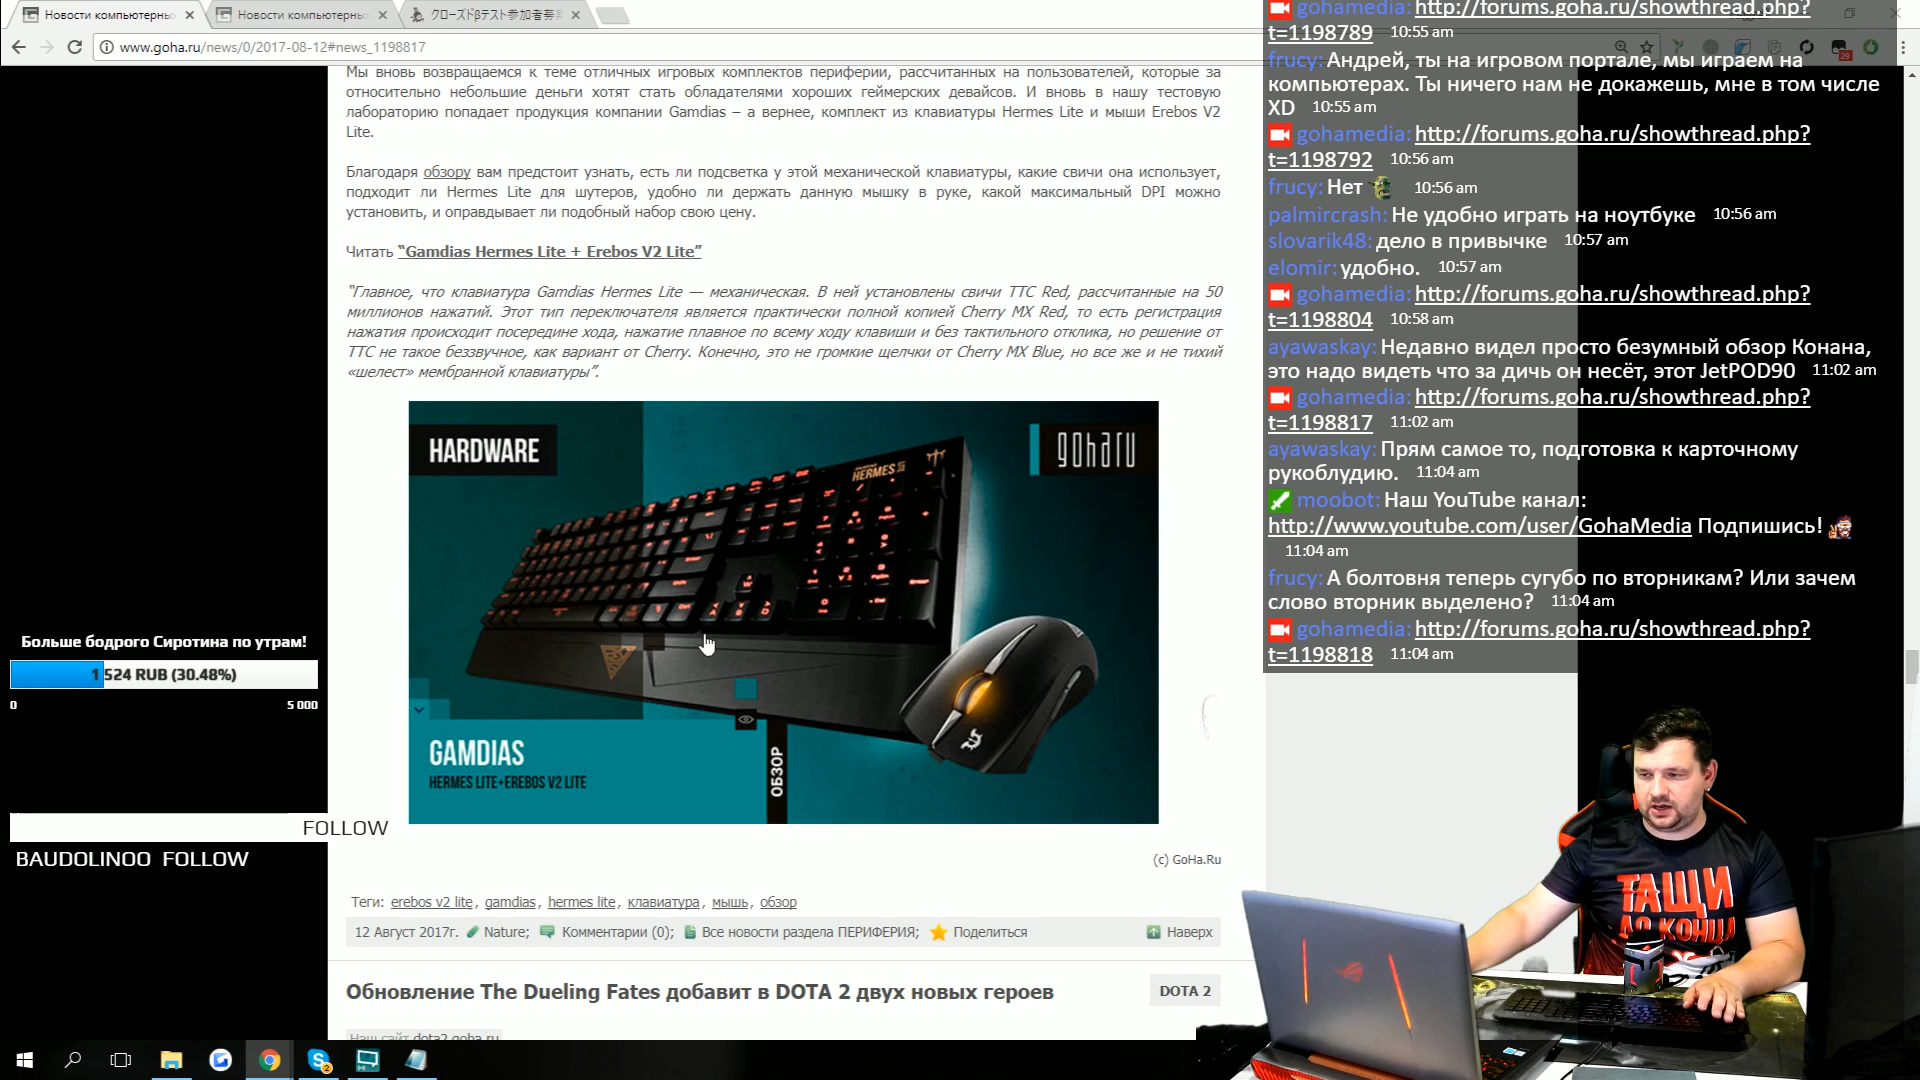 Новости компьютерны
Новости компьютерны
クローズドβテスト参加者募
www.goha.ru/news/0/2017-08-12#news_1198817
Мы вновь возвращаемся к теме отличных игровых комплектов периферии, рассчитанных на пользователей, которые за
относительно небольшие деньги хотят стать обладателями хороших геймерских девайсов. И вновь в нашу тестовую
лабораторию попадает продукция компании Gamdias – а вернее, комплект из клавиатуры Hermes Lite и мыши Erebos V2
Lite.
Благодаря обзору вам предстоит узнать, есть ли подсветка у этой механической клавиатуры, какие свичи она использует,
подходит ли Hermes Lite для шутеров, удобно ли держать данную мышку в руке, какой максимальный DPI можно
установить, и оправдывает ли подобный набор свою цену.
Читать “Gamdias Hermes Lite + Erebos V2 Lite”
“Главное, что клавиатура Gamdias Hermes Lite — механическая. В ней установлены свичи TTC Red, рассчитанные на 50
миллионов нажатий. Этот тип переключателя является практически полной копией Cherry MX Red, то есть регистрация
нажатия происходит посередине хода, нажатие плавное по всему ходу клавиши и без тактильного отклика, но решение от
TTC не такое беззвучное, как вариант от Cherry. Конечно, это не громкие щелчки от Cherry MX Blue, но все же и не тихий
«шелест» мембранной клавиатуры”.
HARDWARE
goharu
HERMES
GAMDIAS
HERMES LITE+EREBOS V2 LITE
ОБЗОР
(c) GoHa.Ru
Теги: erebos v2 lite, gamdias, hermes lite, клавиатура, мышь, обзор
12 Август 2017г. Nature; Комментарии (0); Все новости раздела ПЕРИФЕРИЯ; Поделиться Наверх
Обновление The Dueling Fates добавит в DOTA 2 двух новых героев
DOTA 2
Наш сайт dota2.goha.ru
Больше бодрого Сиротина по утрам!
1 524 RUB (30.48%)
0 5 000
FOLLOW
BAUDOLINOO FOLLOW
gohamedia: http://forums.goha.ru/showthread.php?
t=1198789 10:55 am
frucy: Андрей, ты на игровом портале, мы играем на
компьютерах. Ты ничего нам не докажешь, мне в том числе
XD 10:55 am
gohamedia: http://forums.goha.ru/showthread.php?
t=1198792 10:56 am
frucy: Нет 10:56 am
palmircrash: Не удобно играть на ноутбуке 10:56 am
slovarik48: дело в привычке 10:57 am
elomir: удобно. 10:57 am
gohamedia: http://forums.goha.ru/showthread.php?
t=1198804 10:58 am
ayawaskay: Недавно видел просто безумный обзор Конана,
это надо видеть что за дичь он несёт, этот JetPOD90 11:02 am
gohamedia: http://forums.goha.ru/showthread.php?
t=1198817 11:02 am
ayawaskay: Прям самое то, подготовка к карточному
рукоблудию. 11:04 am
moobot: Наш YouTube канал:
http://www.youtube.com/user/GohaMedia Подпишись!
11:04 am
frucy: А болтовня теперь сугубо по вторникам? Или зачем
слово вторник выделено? 11:04 am
gohamedia: http://forums.goha.ru/showthread.php?
t=1198818 11:04 am
ТАЩИ
ДО КОНЦА
29
2